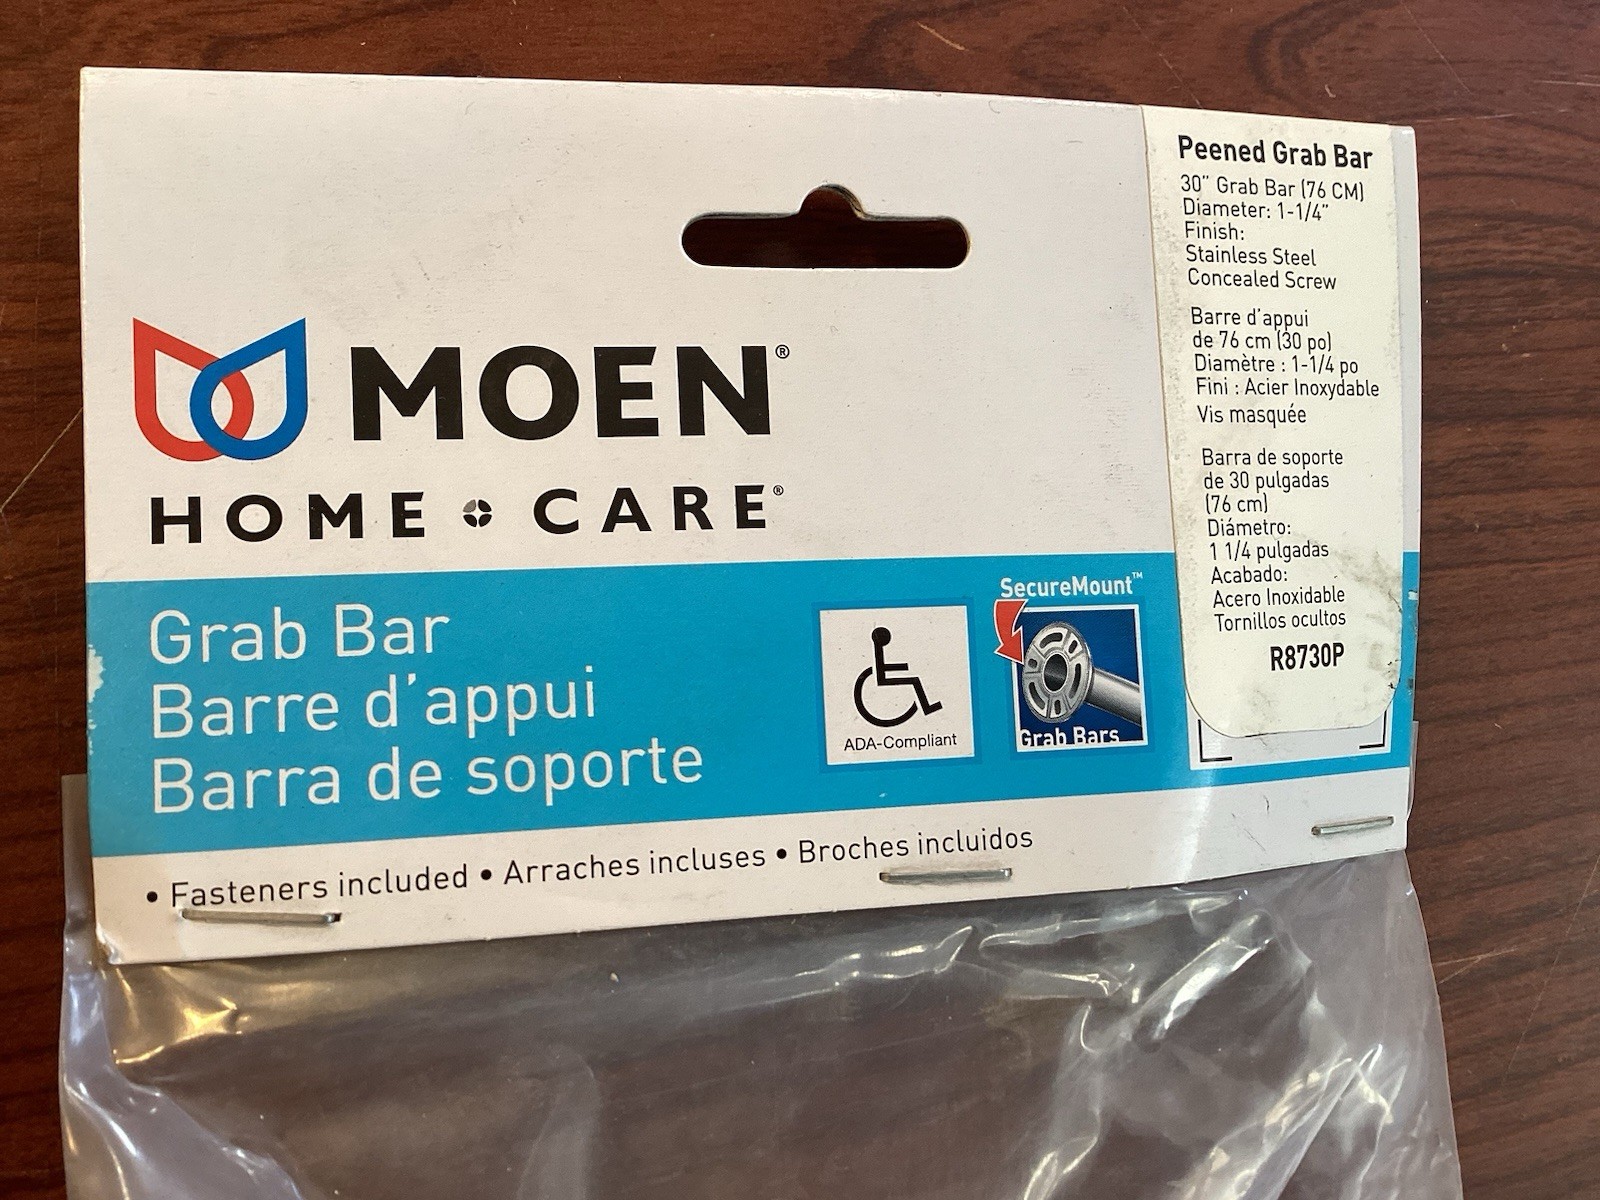 MOEN®
HOME CARE®
Grab Bar
Barre d'appui
Barra de soporte
ADA-Compliant
SecureMount™
Grab Bars
• Fasteners included • Arraches incluses • Broches incluidos
Peened Grab Bar
30" Grab Bar (76 CM)
Diameter: 1-1/4"
Finish:
Stainless Steel
Concealed Screw
Barre d'appui
de 76 cm (30 po)
Diamètre : 1-1/4 po
Fini : Acier Inoxydable
Vis masquée
Barra de soporte
de 30 pulgadas
(76 cm)
Diámetro:
1 1/4 pulgadas
Acabado:
Acero Inoxidable
Tornillos ocultos
R8730P